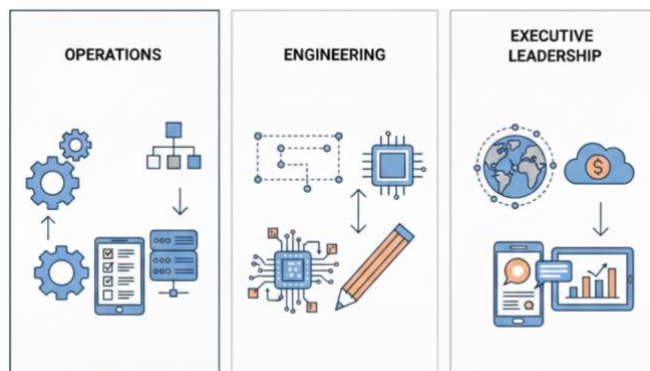 OPERATIONS
ENGINEERING
EXECUTIVE
LEADERSHIP
$